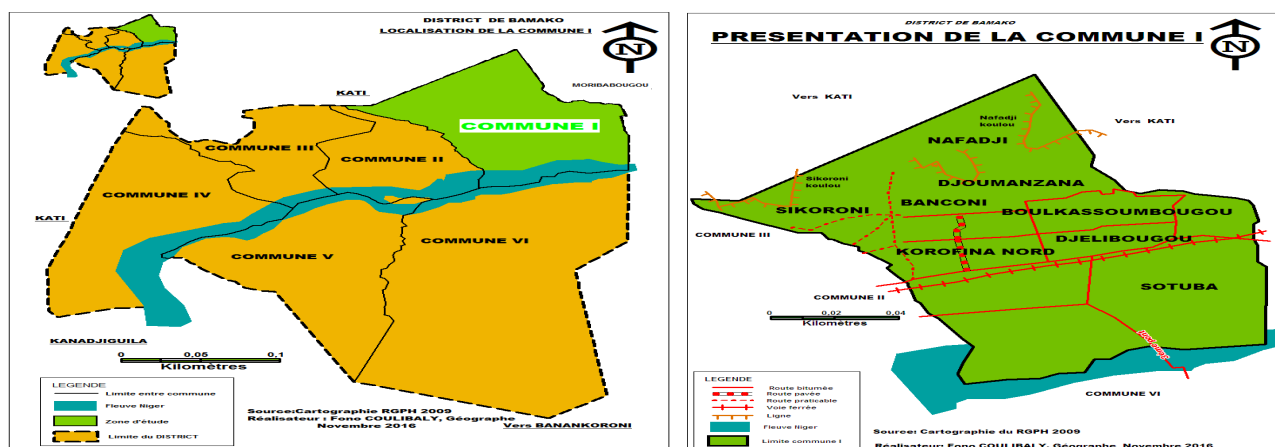 DISTRICT DE BAMAKO
LOCALISATION DE LA COMMUNE I
N
MORIBABOUGOU
KATI
COMMUNE I
COMMUNE III
COMMUNE II
COMMUNE IV
KATI
COMMUNE VI
COMMUNE V
KANADJIGUILA
0 0,05 0,1
Kilomètres
LEGENDE
Limite entre commune
Fleuve Niger
Zone d'étude
Limite du DISTRICT
Source:Cartographie RGPH 2009
Réalisateur : Fono COULIBALY, Géographe
Novembre 2016
Vers BANANKORONI
DISTRICT DE BAMAKO
PRESENTATION DE LA COMMUNE I
N
Vers KATI
Nafadji
koulou
Vers KATI
NAFADJI
Sikoroni
koulou
DJOUMANZANA
BANCONI
SIKORONI
BOULKASSOUMBOUGOU
COMMUNE III
DJELIBOUGOU
KOROFINA NORD
SOTUBA
COMMUNE II
0 0,02 0,04
Kilomètres
COMMUNE VI
LEGENDE
Route bitumée
Route pavée
Route praticable
Voie ferrée
Ligne
Fleuve Niger
Limite commune I
Source: Cartographie du RGPH 2009
Réalisateur: Fono COULIBALY, Géographe
Novembre 2016